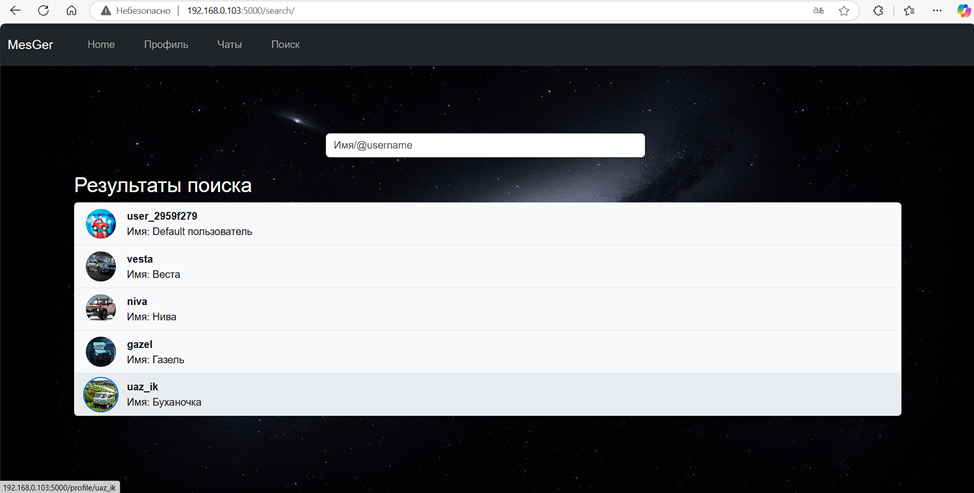 Небезопасно | 192.168.0.103:5000/search/
MesGer Home Профиль Чаты Поиск
Имя/@username
Результаты поиска
user_2959f279
Имя: Default пользователь
vesta
Имя: Веста
niva
Имя: Нива
gazel
Имя: Газель
uaz_ik
Имя: Буханочка
192.168.0.103:5000/profile/uaz_ik